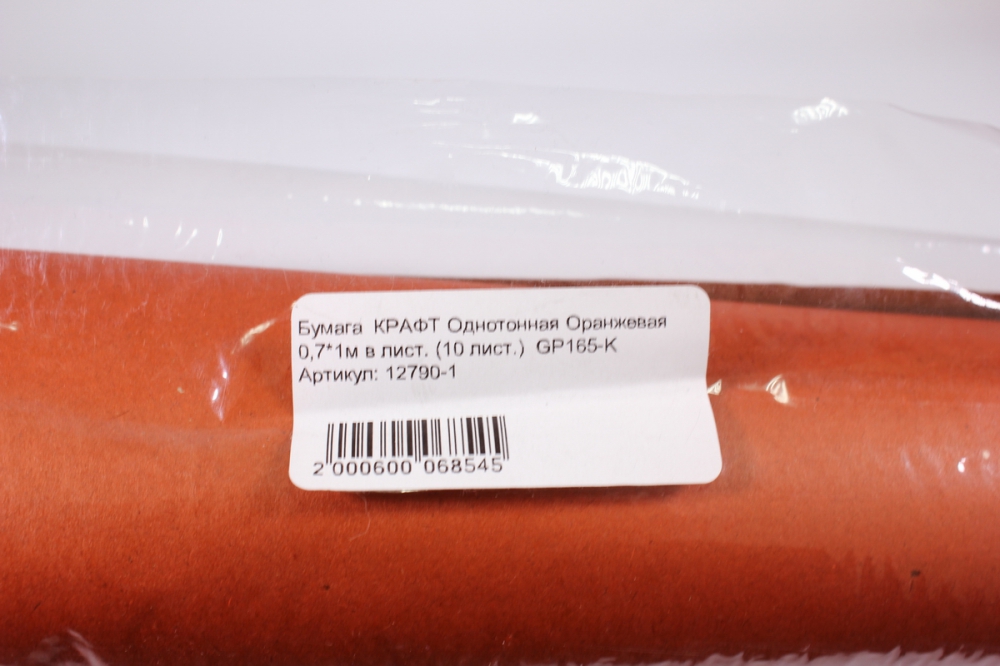 Бумага КРАФТ Однотонная Оранжевая
0,7*1м в лист. (10 лист.) GP165-K
Артикул: 12790-1
2 000600 068545